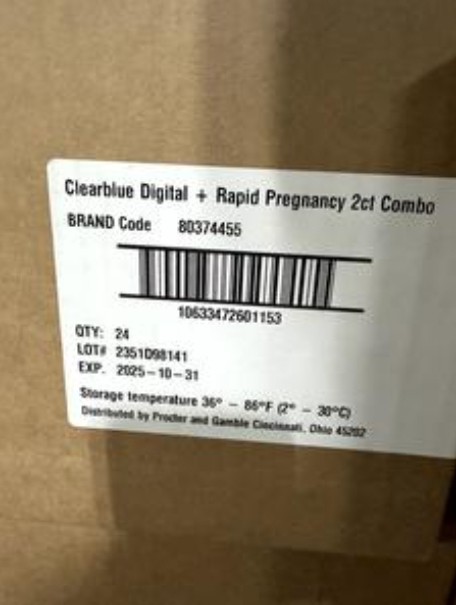 Clearblue Digital + Rapid Pregnancy 2ct Combo
BRAND Code 80374455
10633472601153
QTY: 24
LOT# 2351D98141
EXP. 2025-10-31
Storage temperature 36° - 86°F (2° - 30°C)
Distributed by Procter and Gamble Cincinnati, Ohio 45202